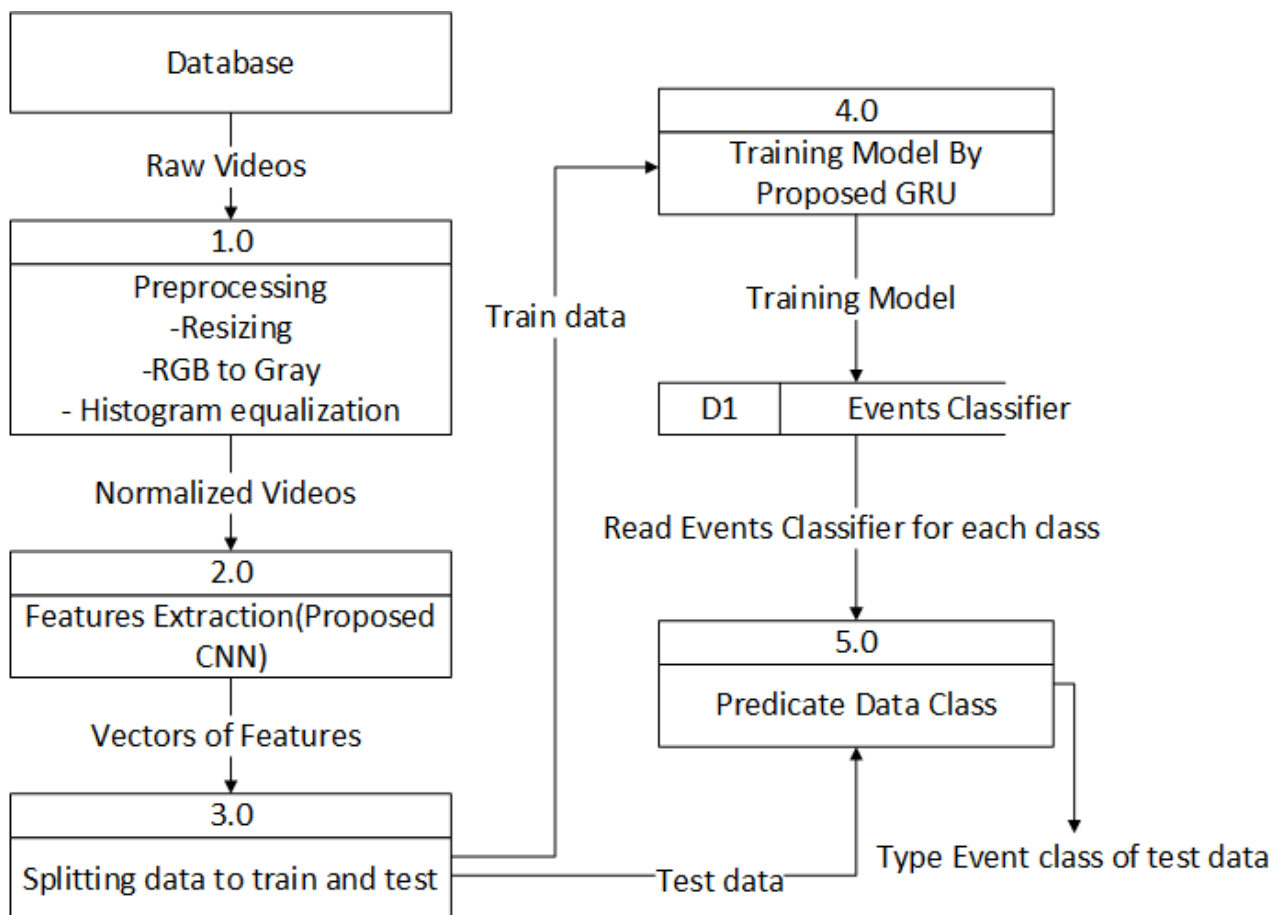 Database
Raw Videos
1.0
Preprocessing
-Resizing
-RGB to Gray
- Histogram equalization
Normalized Videos
2.0
Features Extraction(Proposed
CNN)
Vectors of Features
3.0
Splitting data to train and test
Train data
Test data
4.0
Training Model By
Proposed GRU
Training Model
D1
Events Classifier
Read Events Classifier for each class
5.0
Predicate Data Class
Type Event class of test data